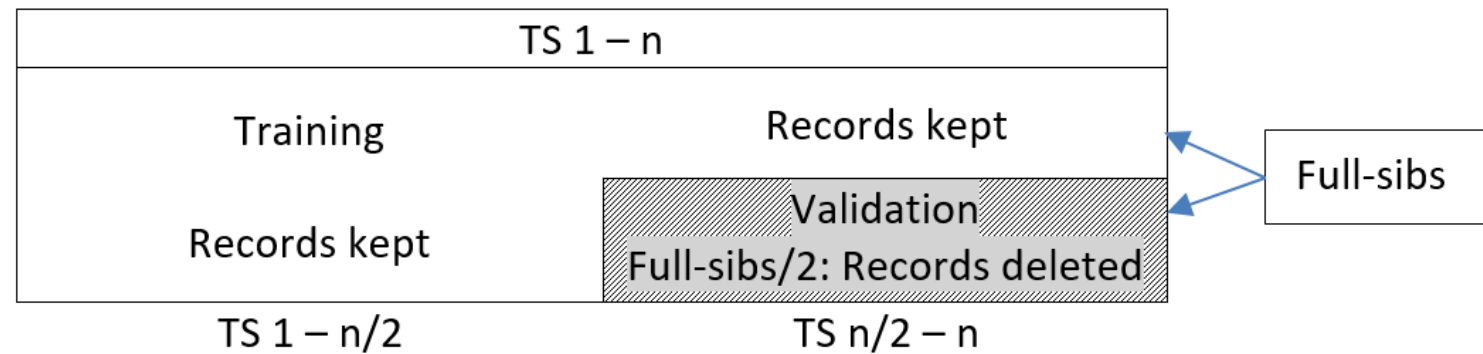 TS 1 – n
Training
Records kept
Records kept
Validation
Full-sibs/2: Records deleted
Full-sibs
TS 1 – n/2
TS n/2 – n